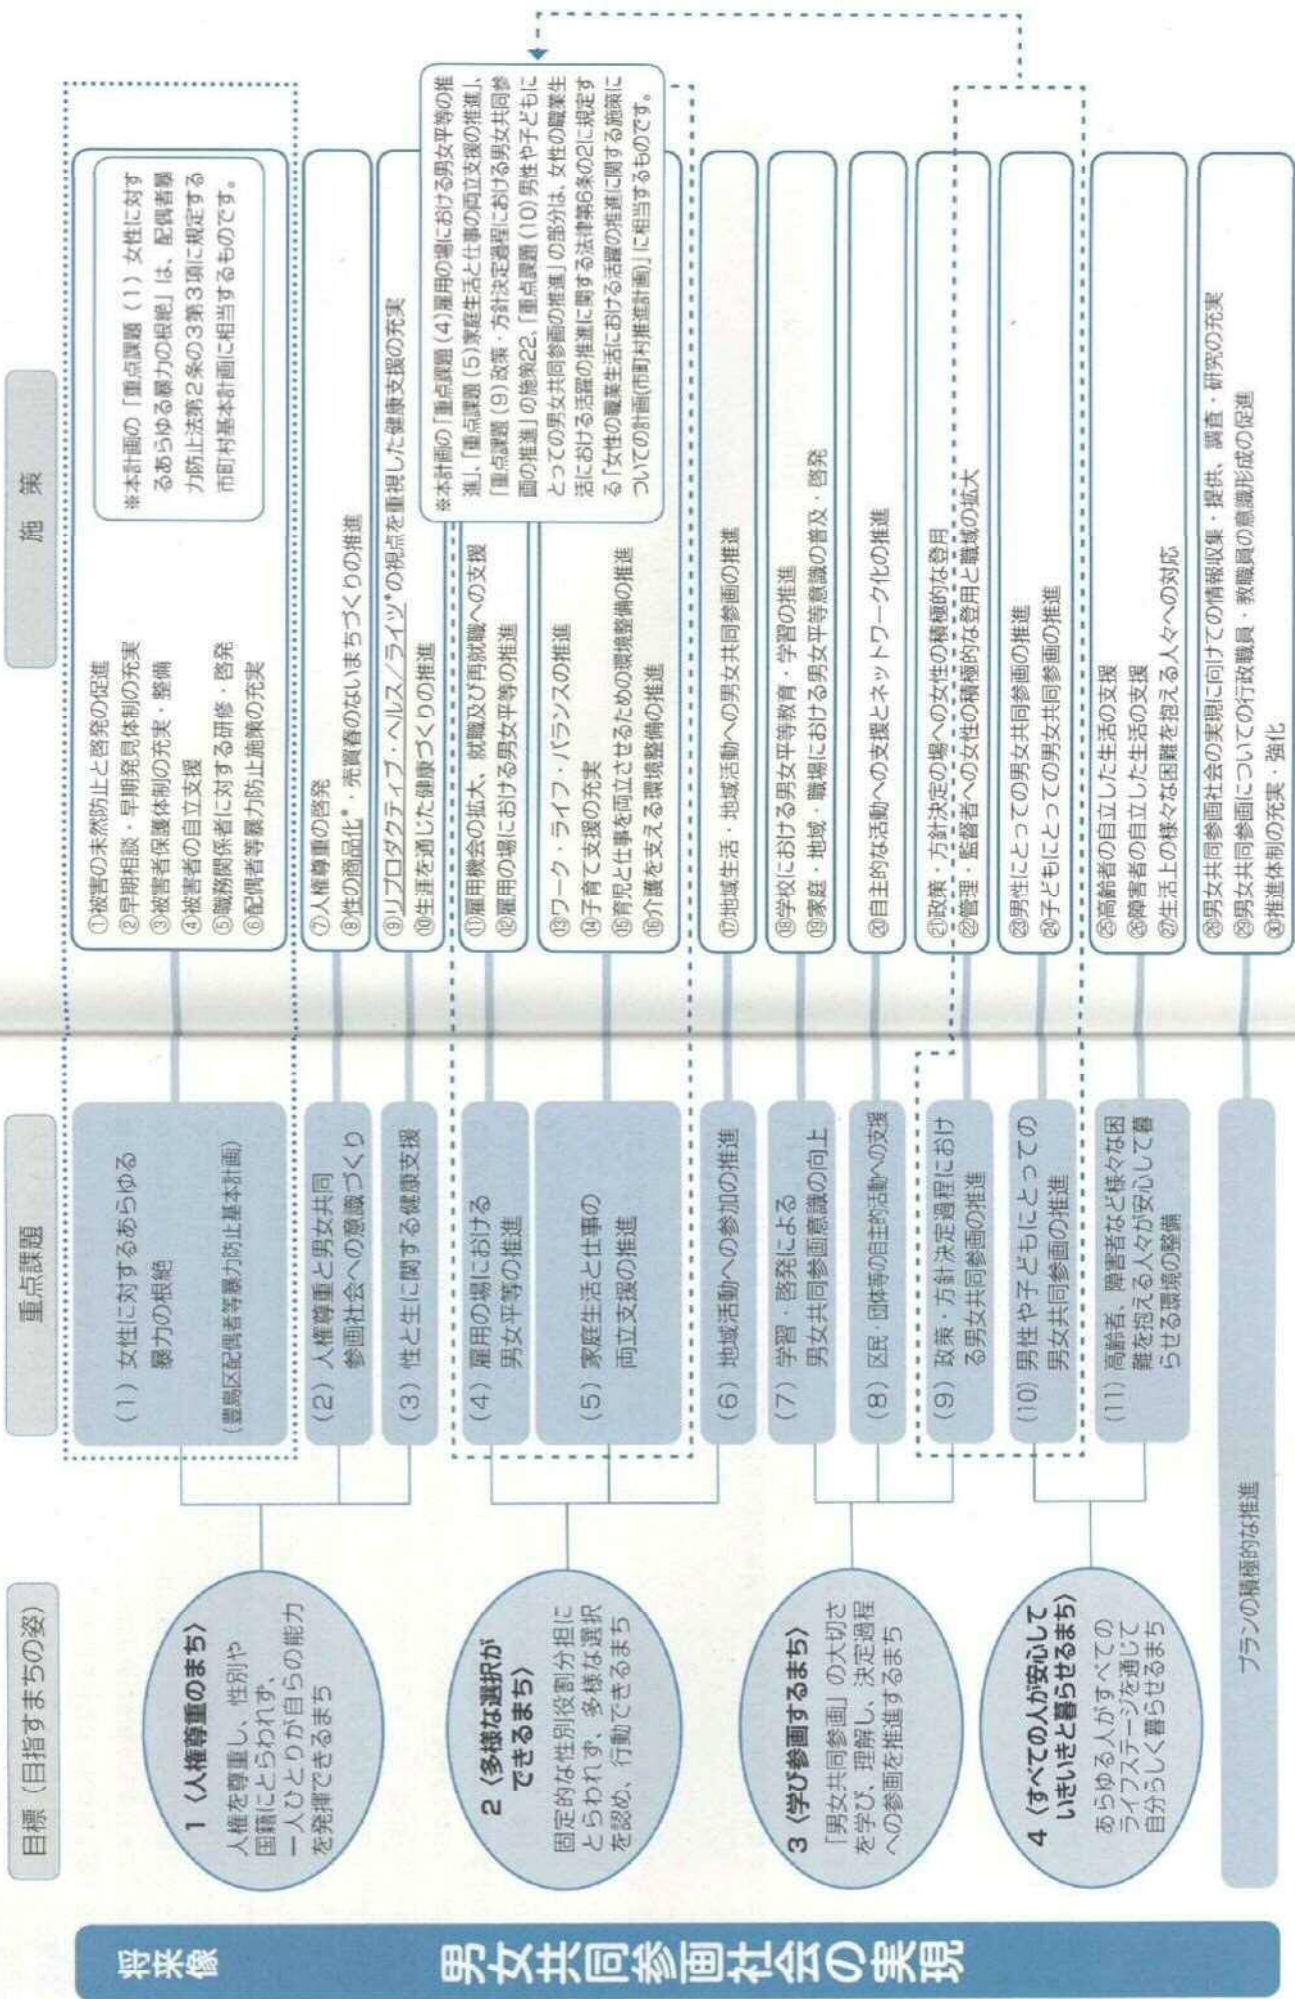 将来像
男女共同参画社会の実現
目標（目指すまちの姿）
1〈人権尊重のまち〉
人権を尊重し、性別や
国籍にとらわれず、
一人ひとりが自らの能力
を発揮できるまち
2〈多様な選択が
できるまち〉
固定的な性別役割分担に
とらわれず、多様な選択
を認め、行動できるまち
3〈学び参画するまち〉
「男女共同参画」の大切さ
を学び、理解し、決定過程
への参画を推進するまち
4〈すべての人が安心して
いきいきと暮らせるまち〉
あらゆる人がすべての
ライフステージを通じて
自分らしく暮らせるまち
プランの積極的な推進
重点課題
(1) 女性に対するあらゆる
暴力の根絶
(豊島区配偶者等暴力防止基本計画)
(2) 人権尊重と男女共同
参画社会への意識づくり
(3) 性と生に関する健康支援
(4) 雇用の場における
男女平等の推進
(5) 家庭生活と仕事の
両立支援の推進
(6) 地域活動への参加の推進
(7) 学習・啓発による
男女共同参画意識の向上
(8) 区民・団体等の自主的活動への支援
(9) 政策・方針決定過程におけ
る男女共同参画の推進
(10) 男性や子どもにとっての
男女共同参画の推進
(11) 高齢者、障害者など様々な困
難を抱える人々が安心して暮
らせる環境の整備
施策
①被害の未然防止と啓発の促進
②早期相談・早期発見体制の充実
③被害者保護体制の充実・整備
④被害者の自立支援
⑤職務関係者に対する研修・啓発
⑥配偶者等暴力防止施策の充実
※本計画の「重点課題（1）女性に対す
るあらゆる暴力の根絶」は、配偶者暴
力防止法第2条の3第3項に規定する
市町村基本計画に相当するものです。
⑦人権尊重の啓発
⑧性の商品化*・売買春のないまちづくりの推進
⑨リプロダクティブ・ヘルス／ライツ*の視点を重視した健康支援の充実
⑩生涯を通じた健康づくりの推進
⑪雇用機会の拡大、就職及び再就職への支援
⑫雇用の場における男女平等の推進
⑬ワーク・ライフ・バランスの推進
⑭子育て支援の充実
⑮育児と仕事を両立させるための環境整備の推進
⑯介護を支える環境整備の推進
※本計画の「重点課題（4）雇用の場における男女平等の推
進」、「重点課題（5）家庭生活と仕事の両立支援の推進」、
「重点課題（9）政策・方針決定過程における男女共同参
画の推進」の施策22、「重点課題（10）男性や子どもに
とっての男女共同参画の推進」の部分は、女性の職業生
活における活躍の推進に関する法律第6条の2に規定す
る「女性の職業生活における活躍の推進に関する施策に
ついての計画(市町村推進計画)」に相当するものです。
⑰地域生活・地域活動への男女共同参画の推進
⑱学校における男女平等教育・学習の推進
⑲家庭・地域・職場における男女平等意識の普及・啓発
⑳自主的な活動への支援とネットワーク化の推進
㉑政策・方針決定の場への女性の積極的な登用
㉒管理・監督者への女性の積極的な登用と職域の拡大
㉓男性にとっての男女共同参画の推進
㉔子どもにとっての男女共同参画の推進
㉕高齢者の自立した生活の支援
㉖障害者の自立した生活の支援
㉗生活上の様々な困難を抱える人々への対応
㉘男女共同参画社会の実現に向けての情報収集・提供、調査・研究の充実
㉙男女共同参画についての行政職員・教職員の意識形成の促進
㉚推進体制の充実・強化